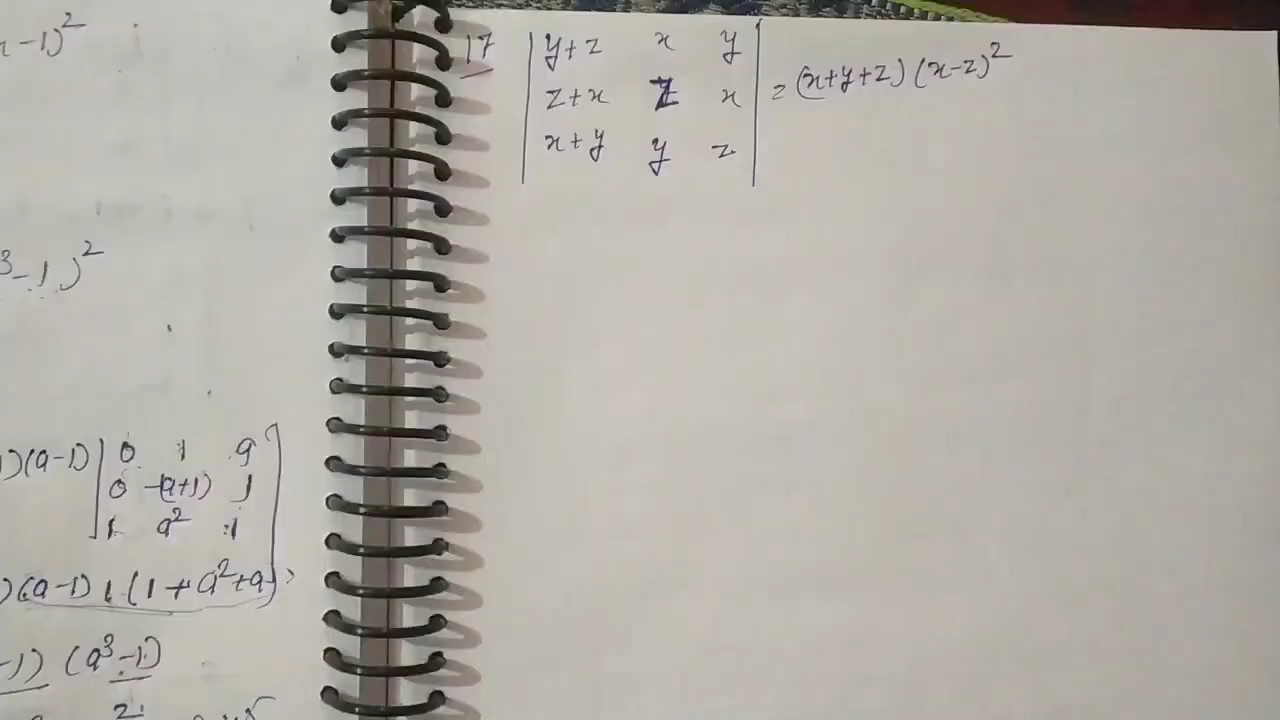 -1)²
³-1)²
)(a-1) | 0 1 a |
| 0 -(a+1) 1 |
| 1 a² 1 |
)(a-1) 1 (1+a²+a)
-1) (a³-1)
17 | y+z x y | = (x+y+z) (x-z)²
| z+x z x |
| x+y y z |